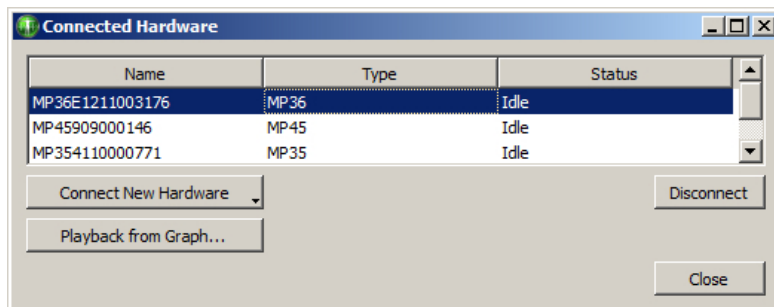 Connected Hardware
Name Type Status
MP36E1211003176 MP36 Idle
MP45909000146 MP45 Idle
MP354110000771 MP35 Idle
Connect New Hardware Disconnect
Playback from Graph...
Close